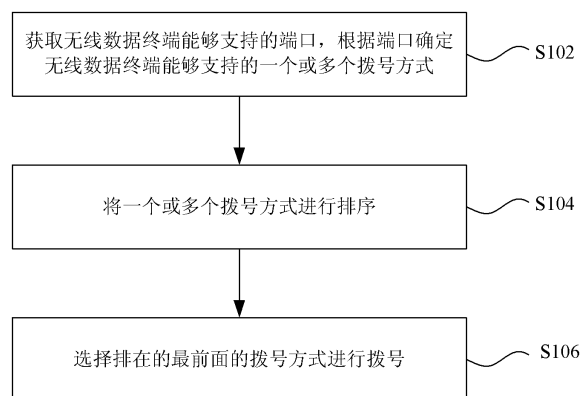 获取无线数据终端能够支持的端口，根据端口确定
无线数据终端能够支持的一个或多个拨号方式
S102
将一个或多个拨号方式进行排序
S104
选择排在的最前面的拨号方式进行拨号
S106